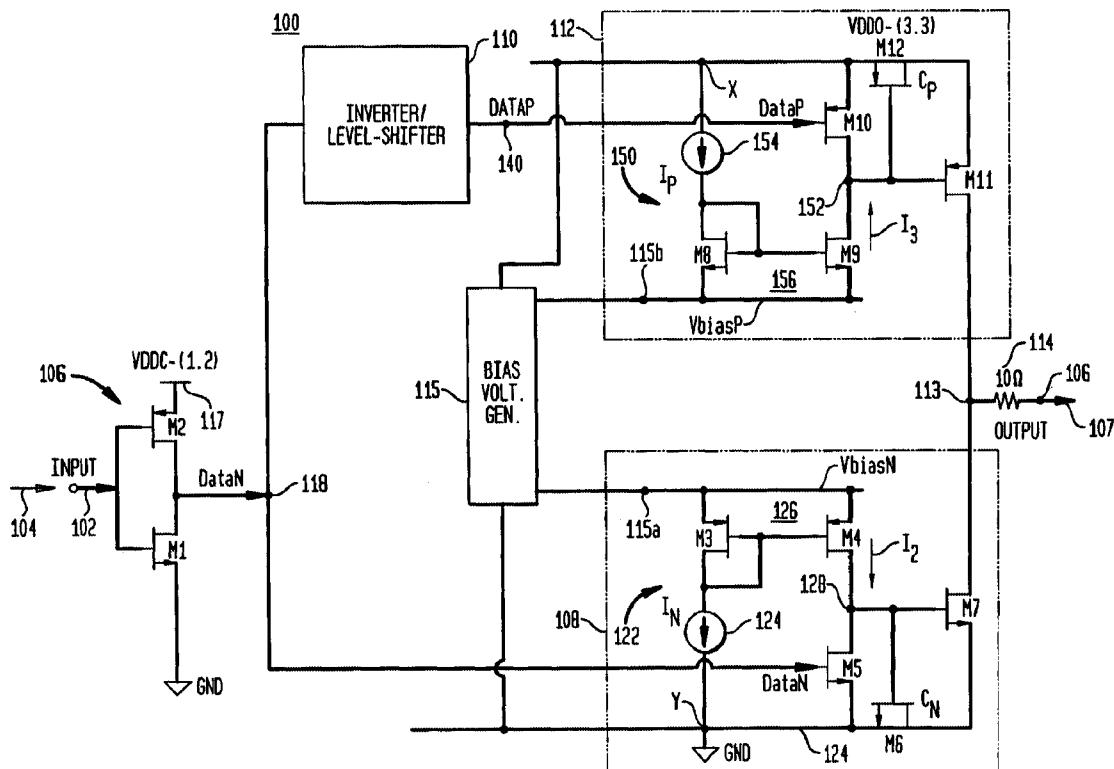 100
110
112
VDDO-(3.3)
M12
INVERTER/
LEVEL-SHIFTER
DATAP
140
X
DataP
M10
CP
150
IP
154
152
M11
M8
M9
I3
115b
156
VbiasP
VDDC-(1.2)
106
117
M2
115
BIAS
VOLT.
GEN.
114
10Ω
106
113
OUTPUT
107
INPUT
DataN
118
104
102
M1
VbiasN
115a
126
M3
M4
I2
128
IN
124
M7
108
122
DataN
M5
CN
GND
Y
GND
124
M6